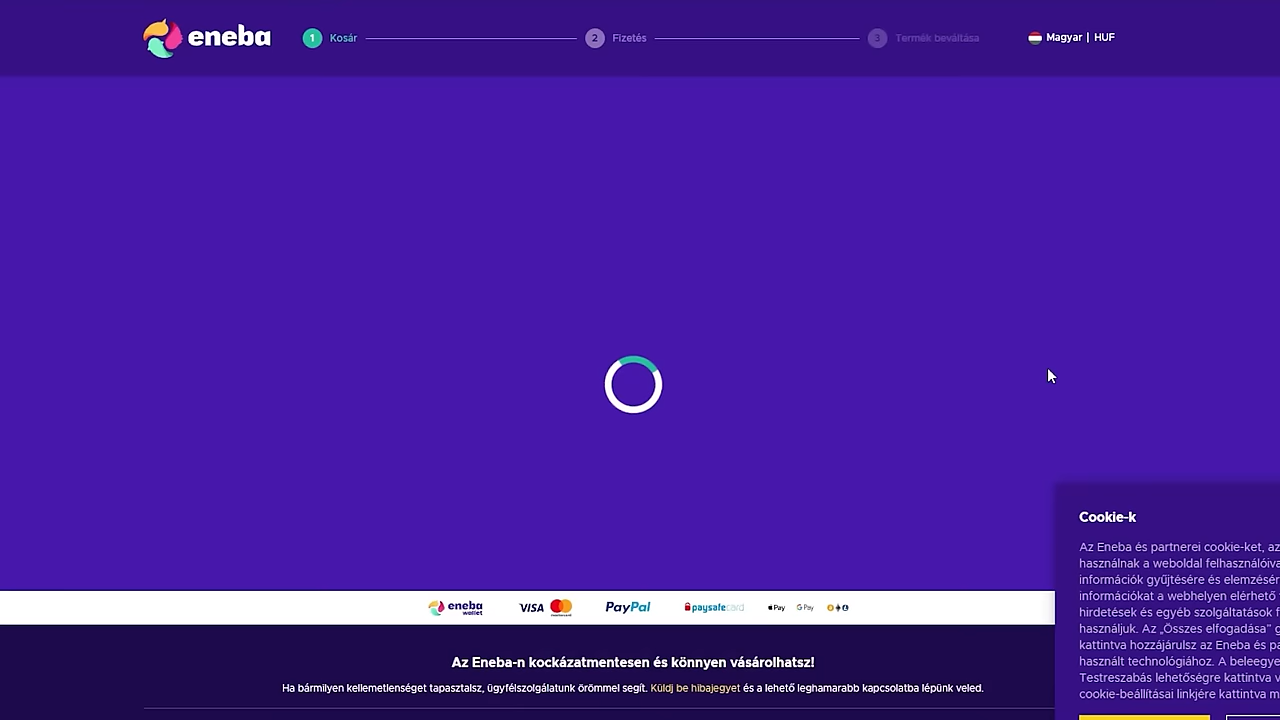 eneba
1 Kosár
2 Fizetés
3 Termék beváltása
Magyar | HUF
Cookie-k
Az Eneba és partnerei cookie-ket, az
használnak a weboldal
információk gyűjtésére és
információkat a webhelyen elérhető
hirdetések és egyéb szolgáltatások
használjuk. Az „Összes elfogadása”
kattintva hozzájárulsz az Eneba és
használt technológiához. A
Testreszabás lehetőségre kattintva
cookie-beállításai linkjére kattintva
eneba wallet VISA mastercard PayPal paysafecard Pay G Pay
Az Eneba-n kockázatmentesen és könnyen vásárolhatsz!
Ha bármilyen kellemetlenséget tapasztalsz, ügyfélszolgálatunk örömmel segít. Küldj be hibajegyet és a lehető leghamarabb kapcsolatba lépünk veled.